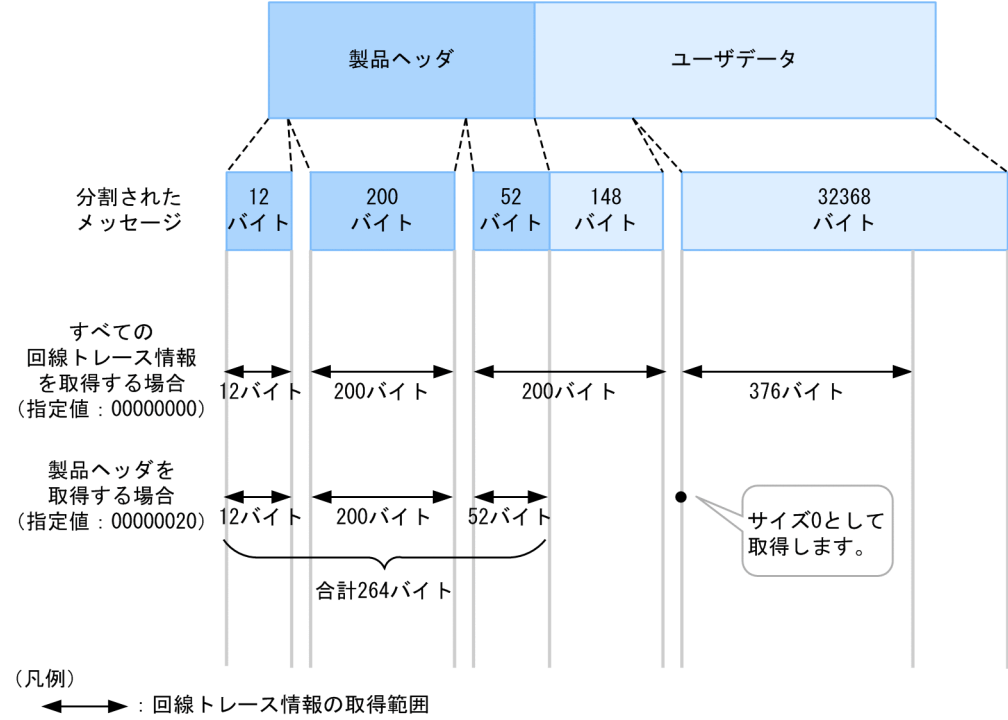 製品ヘッダ
ユーザデータ
分割された
メッセージ
12
バイト
200
バイト
52
バイト
148
バイト
32368
バイト
すべての
回線トレース情報
を取得する場合
（指定値：00000000）
12バイト
200バイト
200バイト
376バイト
製品ヘッダを
取得する場合
（指定値：00000020）
12バイト
200バイト
52バイト
サイズ0として
取得します。
合計264バイト
（凡例）
：回線トレース情報の取得範囲